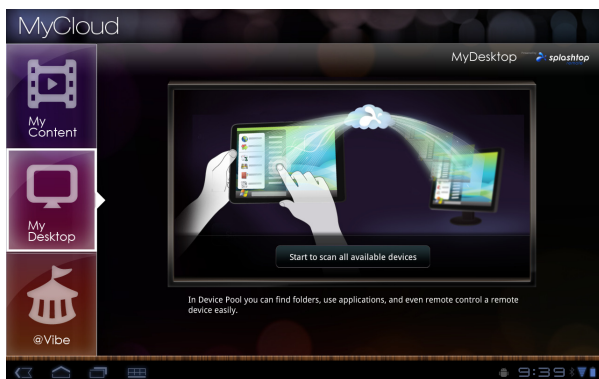 MyCloud
MyDesktop
splashtop
My
Content
My
Desktop
@Vibe
Start to scan all available devices
In Device Pool you can find folders, use applications, and even remote control a remote
device easily.
9:39